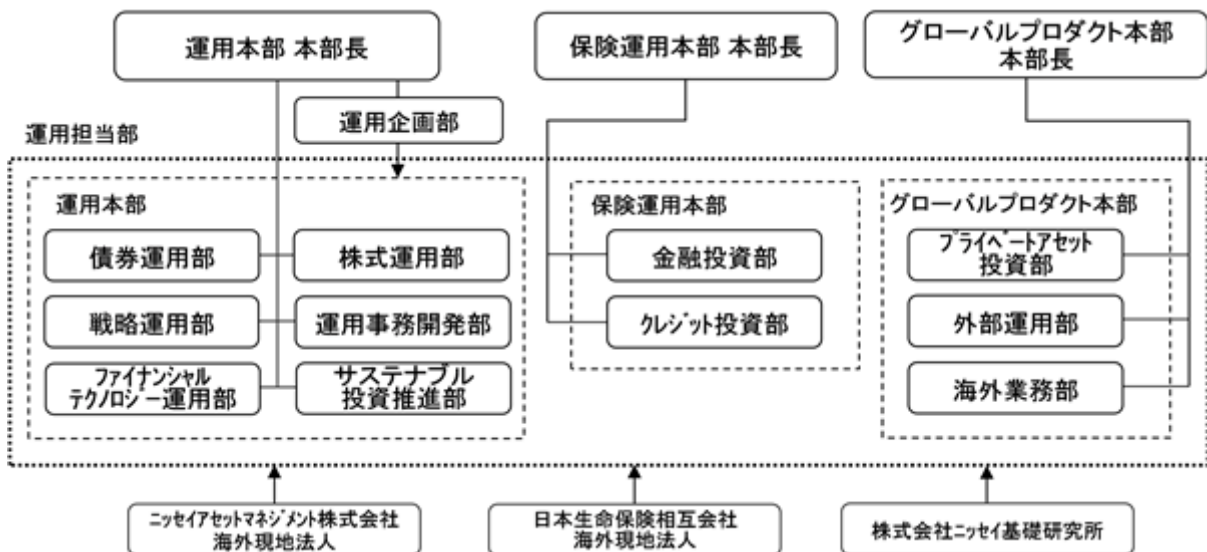 運用本部 本部長
保険運用本部 本部長
グローバルプロダクト本部
本部長
運用企画部
運用担当部
運用本部
債券運用部
株式運用部
戦略運用部
運用事務開発部
ファイナンシャル
テクノロジー運用部
サステナブル
投資推進部
保険運用本部
金融投資部
クレジット投資部
グローバルプロダクト本部
プライベートアセット
投資部
外部運用部
海外業務部
ニッセイアセットマネジメント株式会社
海外現地法人
日本生命保険相互会社
海外現地法人
株式会社ニッセイ基礎研究所